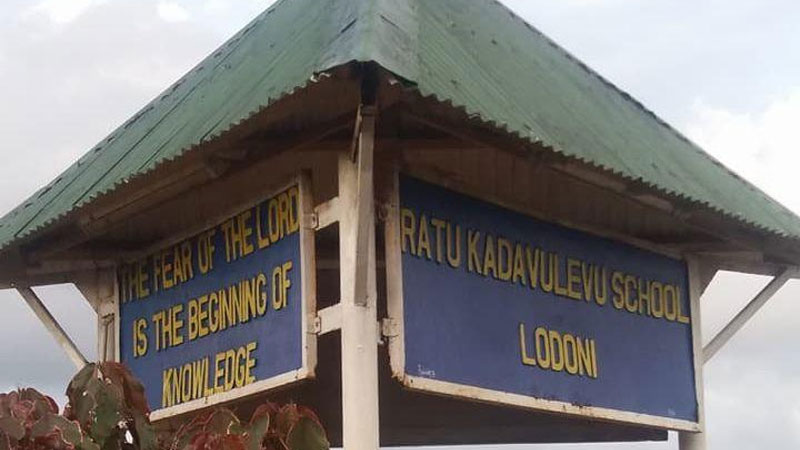 THE FEAR OF THE LORD
IS THE BEGINNING OF
KNOWLEDGE
RATU KADAVULEVU SCHOOL
LODONI